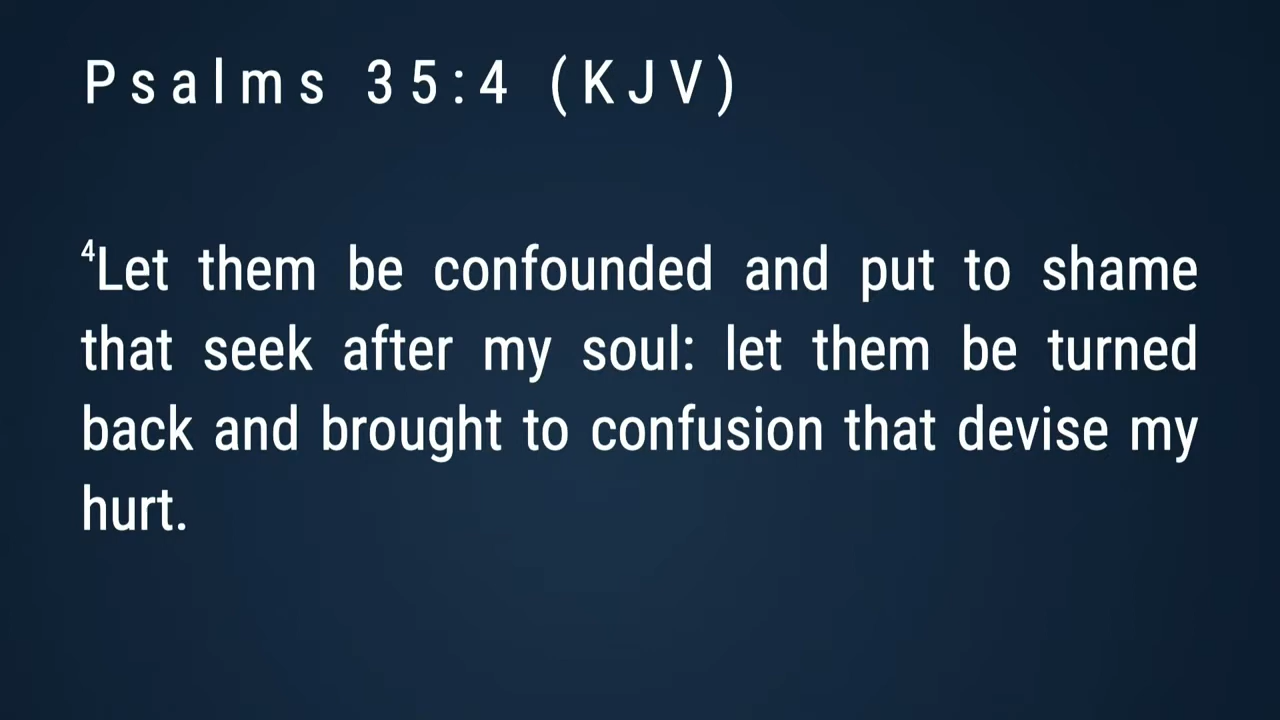 Psalms 35:4 (KJV)
⁴Let them be confounded and put to shame
that seek after my soul: let them be turned
back and brought to confusion that devise my
hurt.